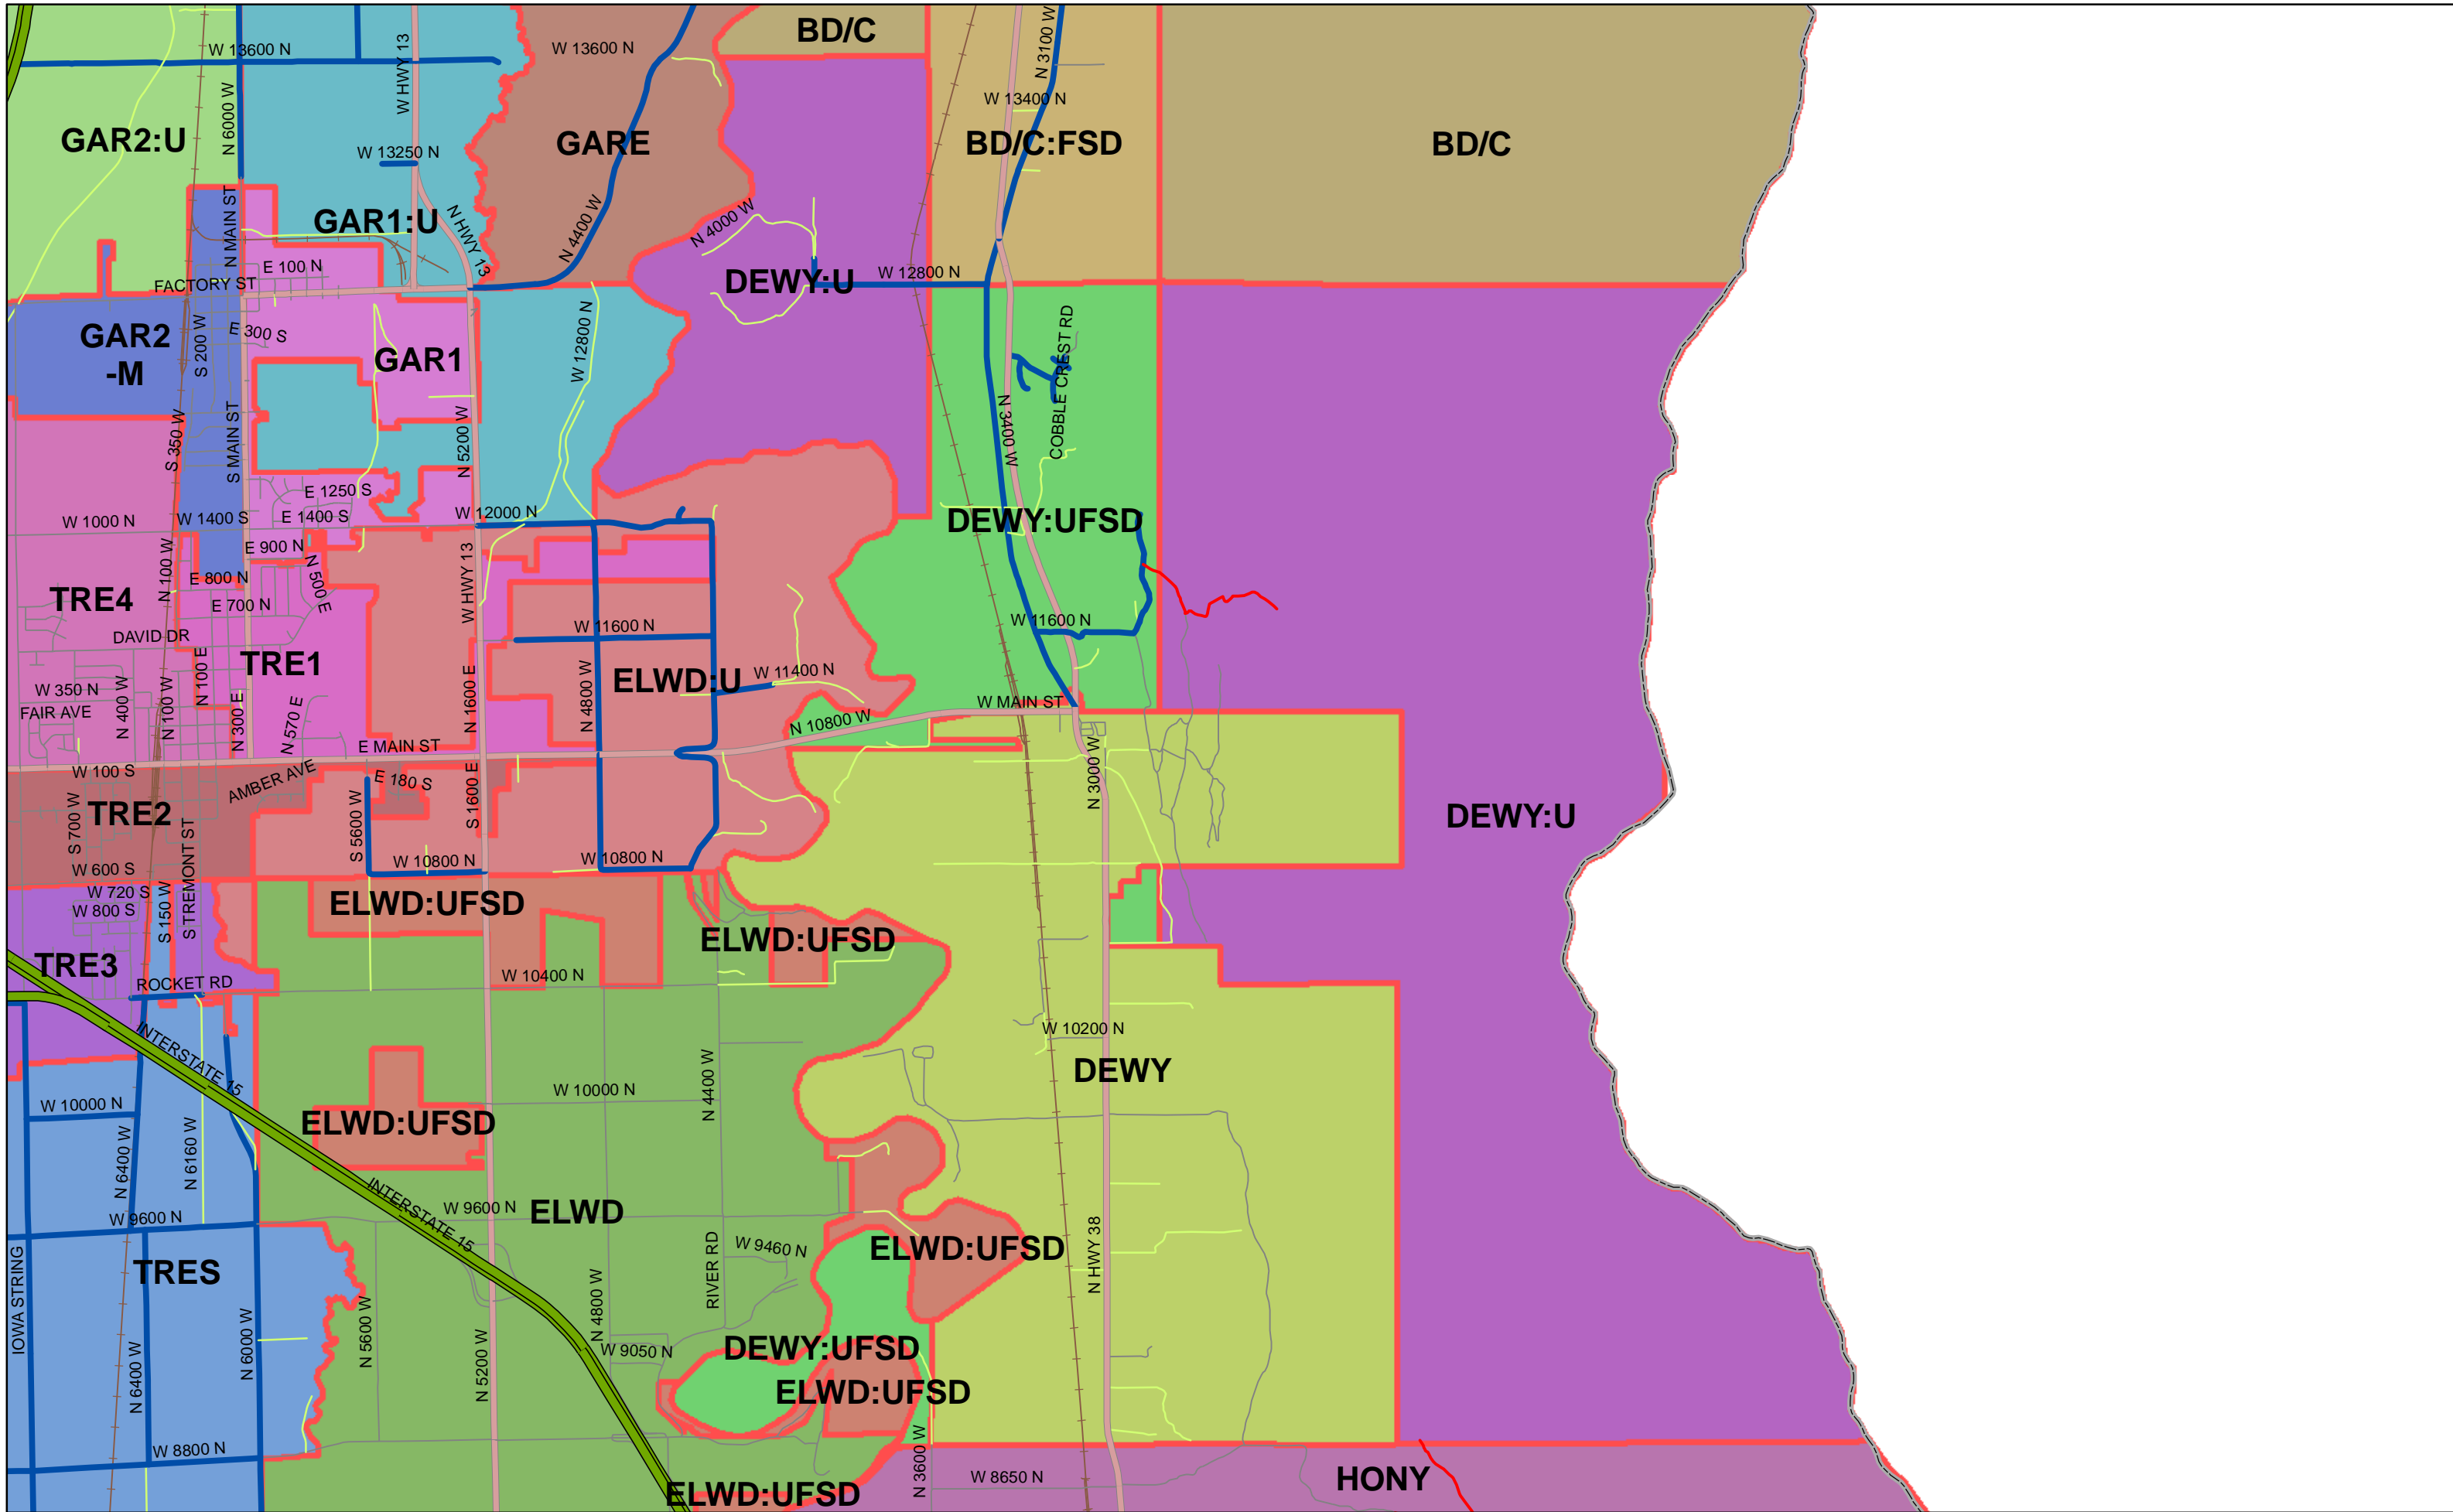 BD/C
W 13600 N
W HWY 13
W 13600 N
N 3100 W
N 6000 W
W 13400 N
GAR2:U
W 13250 N
GARE
BD/C:FSD
BD/C
N MAIN ST
GAR1:U
N HWY 13
N 4400 W
N 4000 W
E 100 N
FACTORY ST
DEWY:U
W 12800 N
GAR2
-M
S 200 W
E 300 S
GAR1
W 12800 N
COBBLE CREST RD
S 350 W
S MAIN ST
N 5200 W
N 3400 W
E 1250 S
W 1000 N
W 1400 S
E 1400 S
W 12000 N
DEWY:UFSD
E 900 N
N 100 W
E 800 N
N 500 E
W HWY 13
TRE4
E 700 N
W 11600 N
W 11600 N
DAVID DR
TRE1
N 100 E
ELWD:U
W 11400 N
W 350 N
N 400 W
N 100 W
N 300 E
N 570 E
N 1600 E
N 4800 W
FAIR AVE
W MAIN ST
N 10800 W
E MAIN ST
W 100 S
AMBER AVE
E 180 S
N 3000 W
TRE2
S 700 W
S 5600 W
S 1600 E
DEWY:U
W 600 S
W 10800 N
W 10800 N
W 720 S
W 800 S
S 150 W
S TREMONT ST
ELWD:UFSD
ELWD:UFSD
TRE3
ROCKET RD
W 10400 N
INTERSTATE 15
W 10200 N
DEWY
W 10000 N
W 10000 N
N 4400 W
ELWD:UFSD
N 6400 W
N 6160 W
INTERSTATE 15
W 9600 N
W 9600 N
ELWD
ELWD:UFSD
W 9460 N
RIVER RD
N HWY 38
TRES
IOWA STRING
N 6400 W
N 6000 W
N 5600 W
N 5200 W
N 4800 W
W 9050 N
DEWY:UFSD
ELWD:UFSD
W 8800 N
N 3600 W
W 8650 N
HONY
ELWD:UFSD